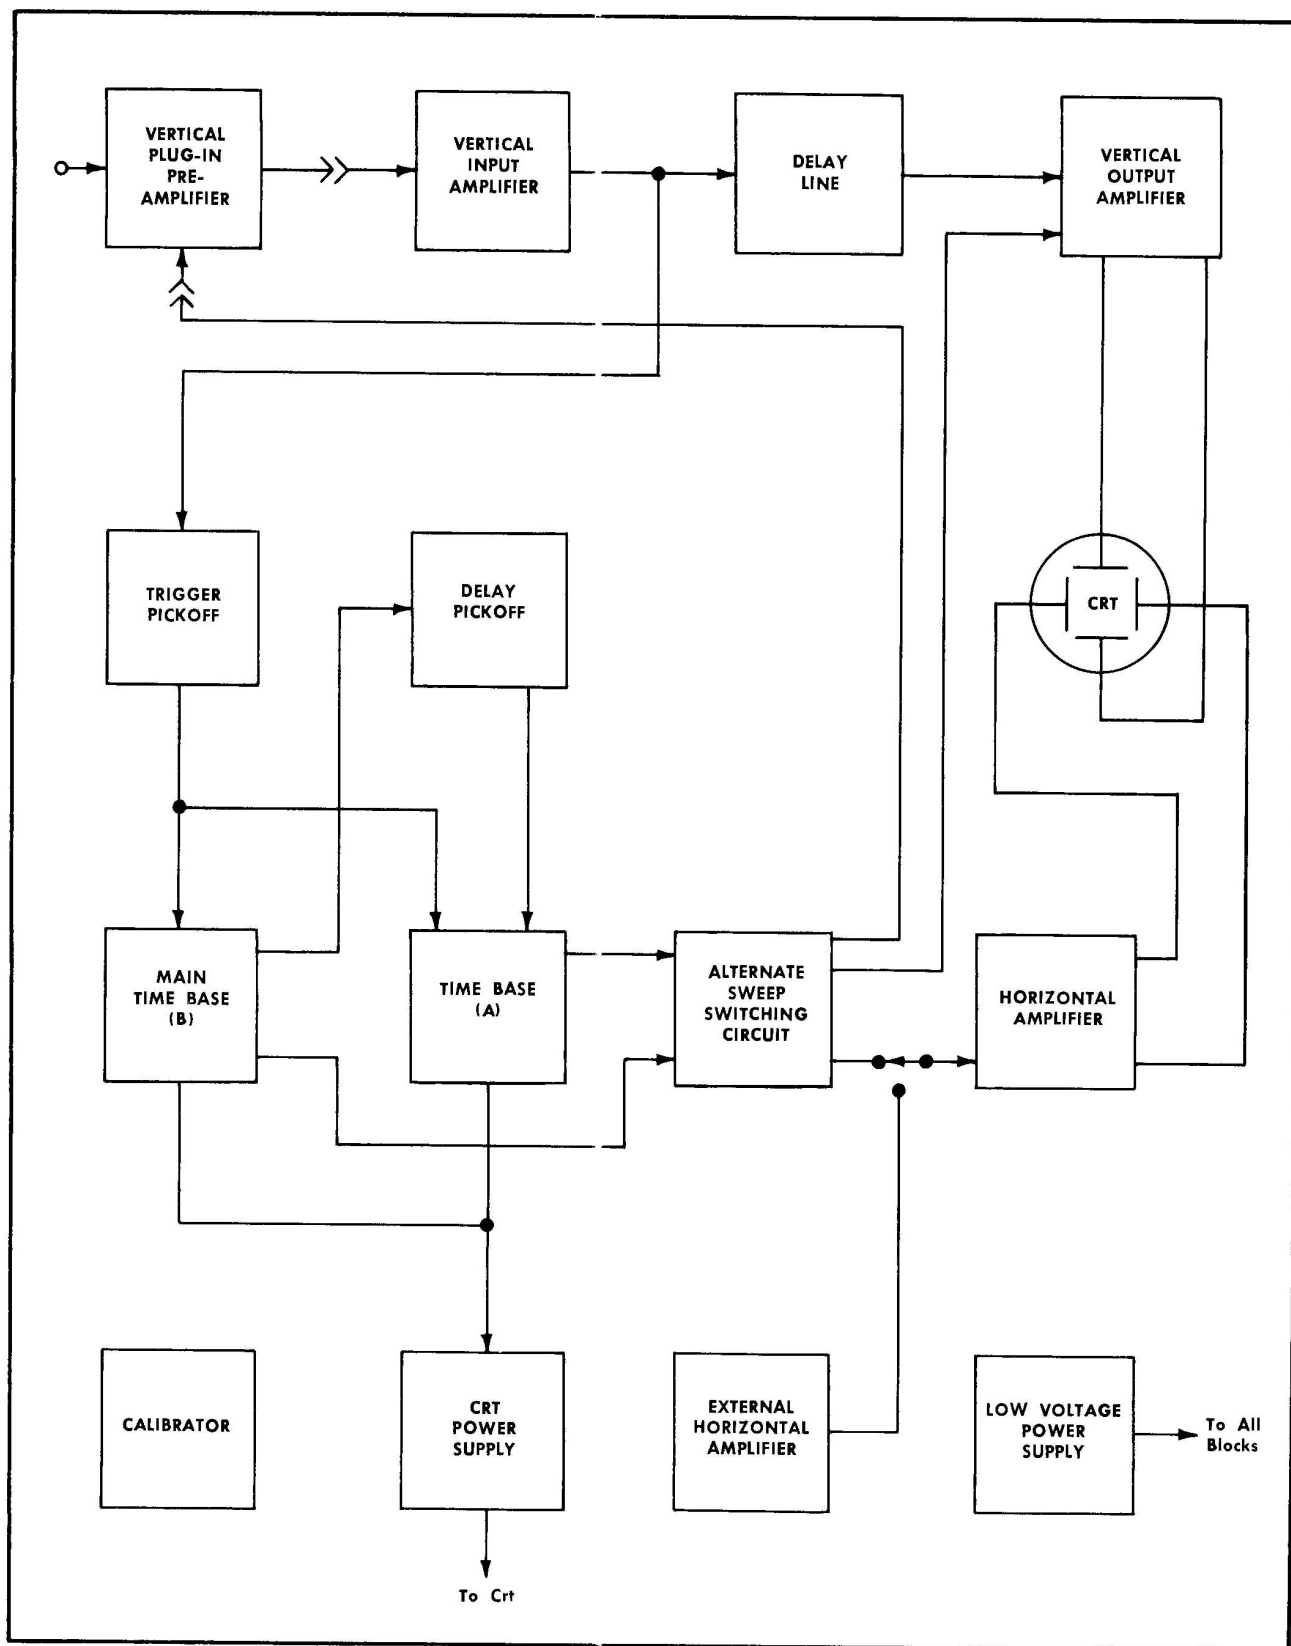 VERTICAL
PLUG-IN
PRE-
AMPLIFIER
VERTICAL
INPUT
AMPLIFIER
DELAY
LINE
VERTICAL
OUTPUT
AMPLIFIER
TRIGGER
PICKOFF
DELAY
PICKOFF
CRT
MAIN
TIME BASE
(B)
TIME BASE
(A)
ALTERNATE
SWEEP
SWITCHING
CIRCUIT
HORIZONTAL
AMPLIFIER
CALIBRATOR
CRT
POWER
SUPPLY
EXTERNAL
HORIZONTAL
AMPLIFIER
LOW VOLTAGE
POWER
SUPPLY
To All
Blocks
To Crt